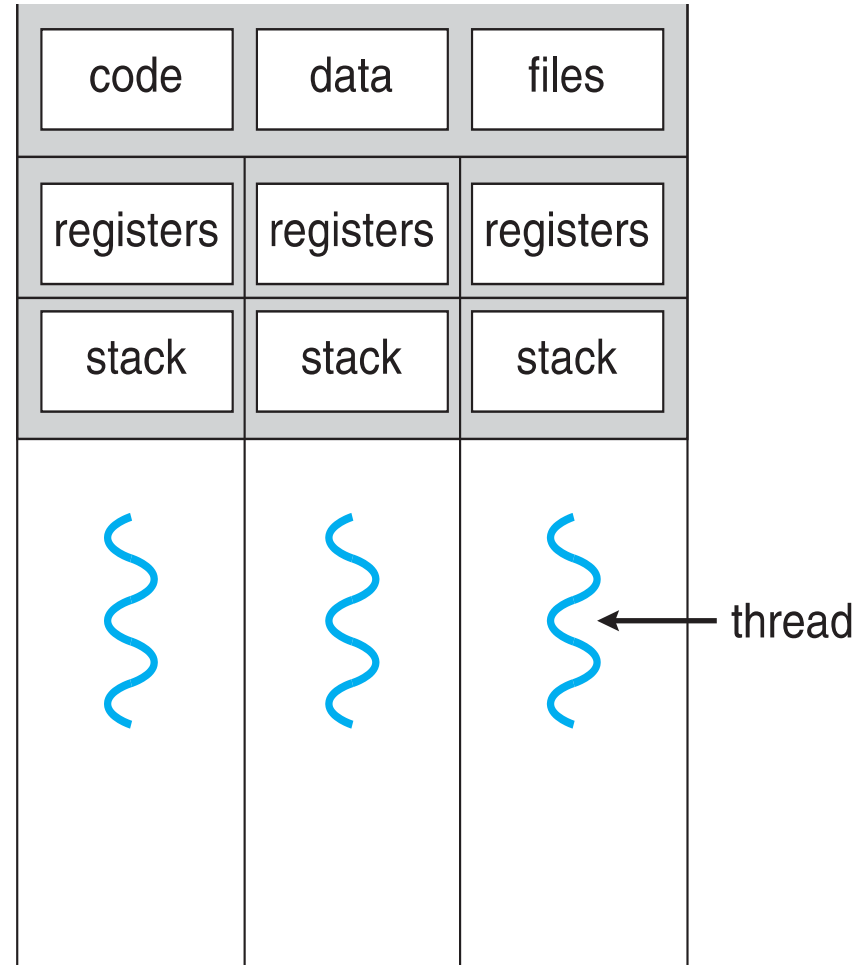 code data files
registers registers registers
stack stack stack
thread